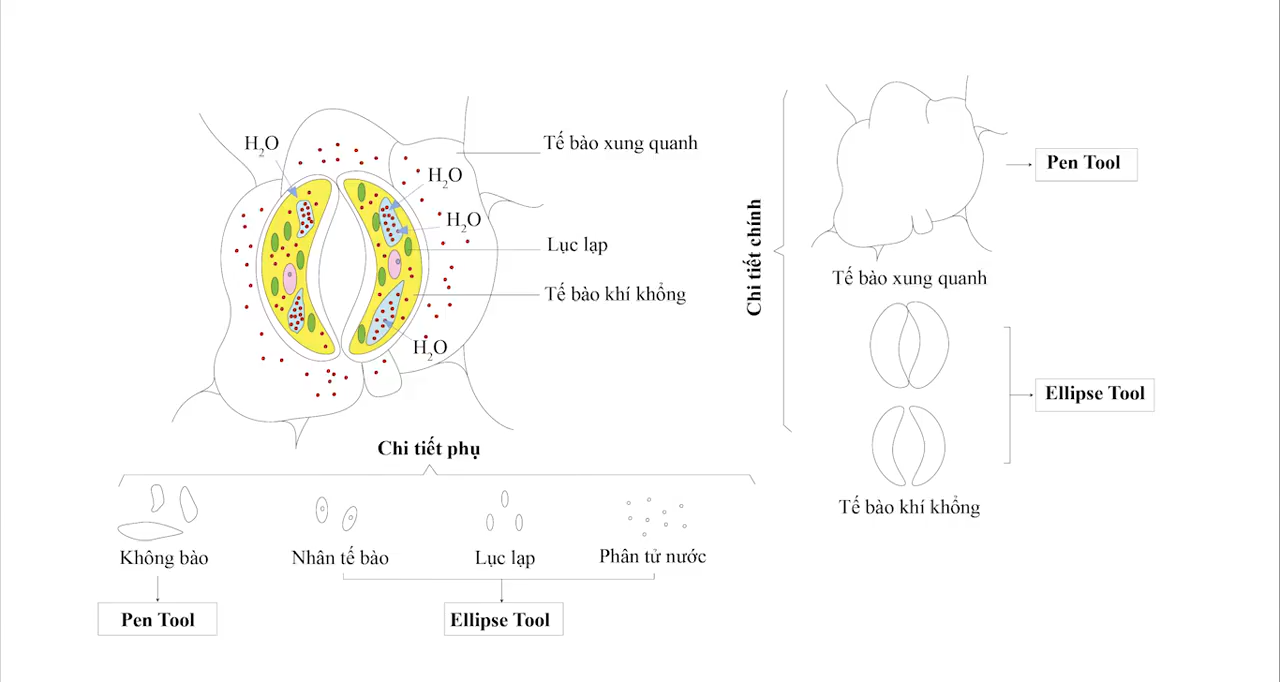 H₂O
Tế bào xung quanh
H₂O
H₂O
Lục lạp
Tế bào khí khổng
H₂O
Chi tiết chính
Tế bào xung quanh
Pen Tool
Tế bào khí khổng
Ellipse Tool
Chi tiết phụ
Không bào
Nhân tế bào
Lục lạp
Phân tử nước
Pen Tool
Ellipse Tool